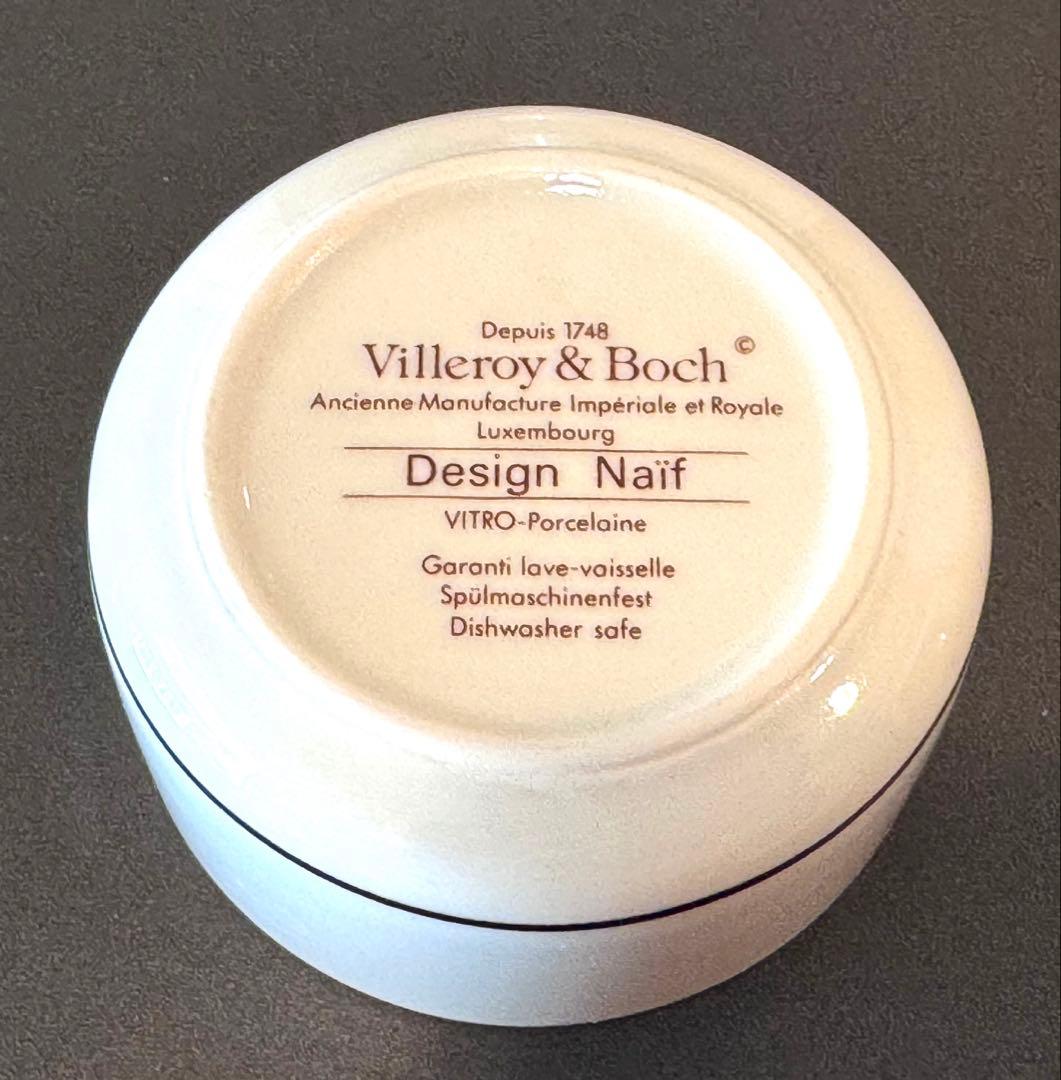 Depuis 1748
Villeroy & Boch ©
Ancienne Manufacture Impériale et Royale
Luxembourg
Design Naïf
VITRO-Porcelaine
Garanti lave-vaisselle
Spülmaschinenfest
Dishwasher safe